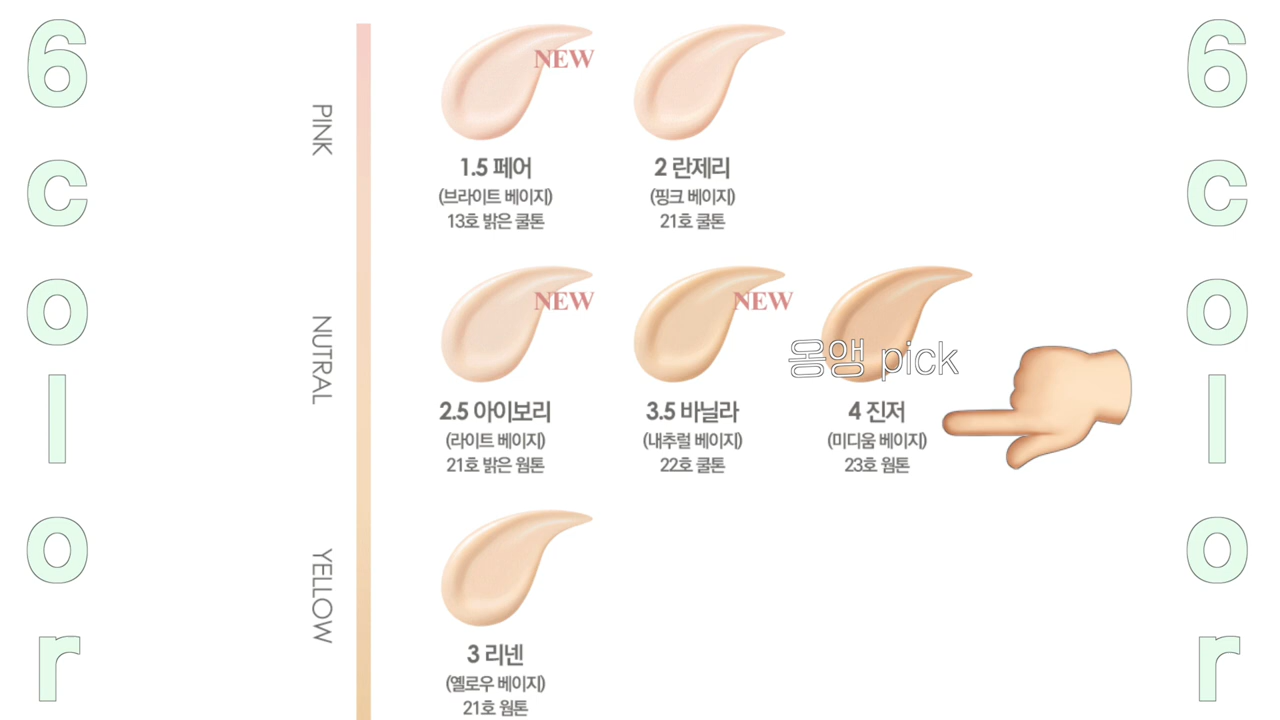 6color
PINK
NEW
1.5 페어
(브라이트 베이지)
13호 밝은 쿨톤
2 란제리
(핑크 베이지)
21호 쿨톤
NUTRAL
NEW
2.5 아이보리
(라이트 베이지)
21호 밝은 웜톤
NEW
3.5 바닐라
(내추럴 베이지)
22호 쿨톤
옹앵 pick
4 진저
(미디움 베이지)
23호 웜톤
YELLOW
3 리넨
(옐로우 베이지)
21호 웜톤
6color